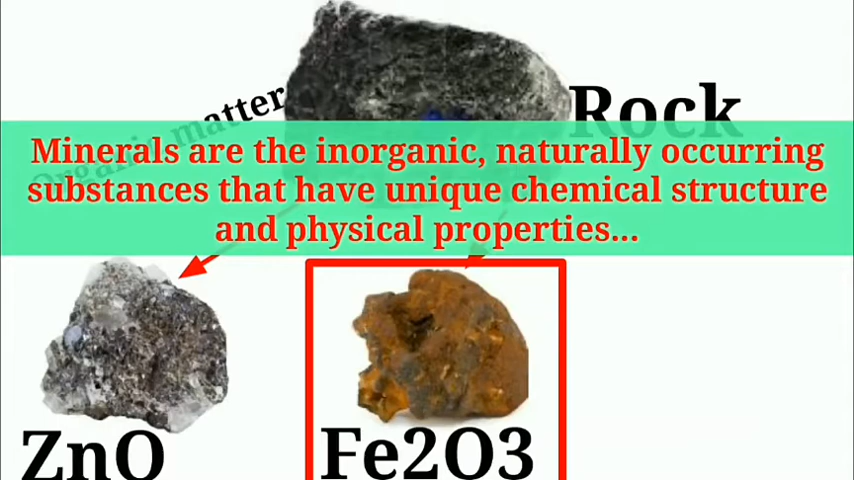 Organic matter
Rock
Minerals are the inorganic, naturally occurring
substances that have unique chemical structure
and physical properties...
ZnO
Fe2O3